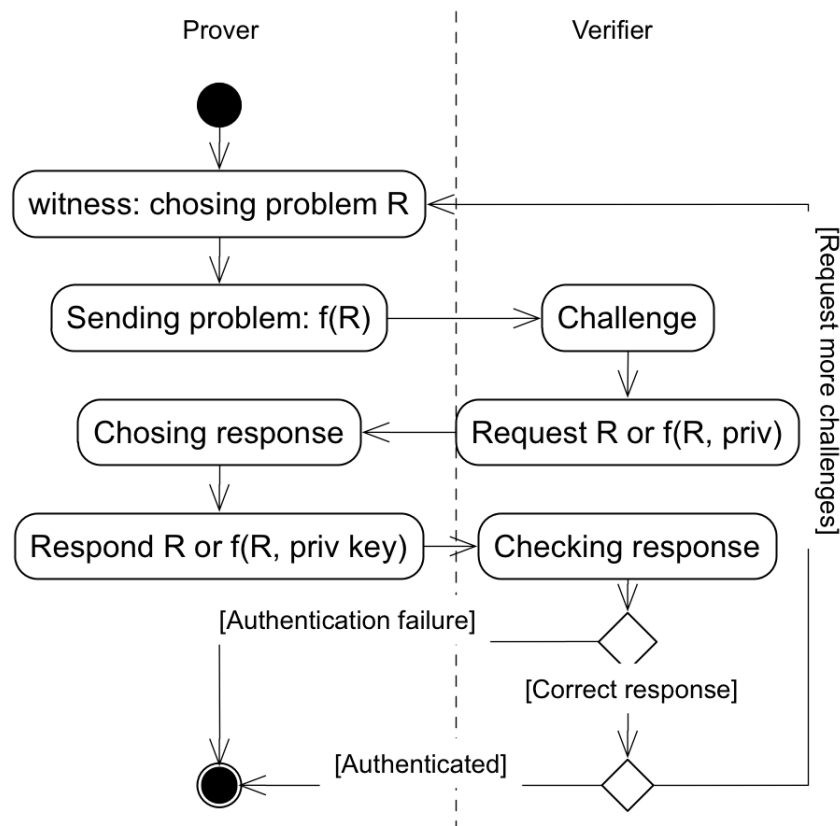 Prover
Verifier
witness: chosing problem R
Sending problem: f(R)
Challenge
[Request more challenges]
Chosing response
Request R or f(R, priv)
Respond R or f(R, priv key)
Checking response
[Authentication failure]
[Correct response]
[Authenticated]